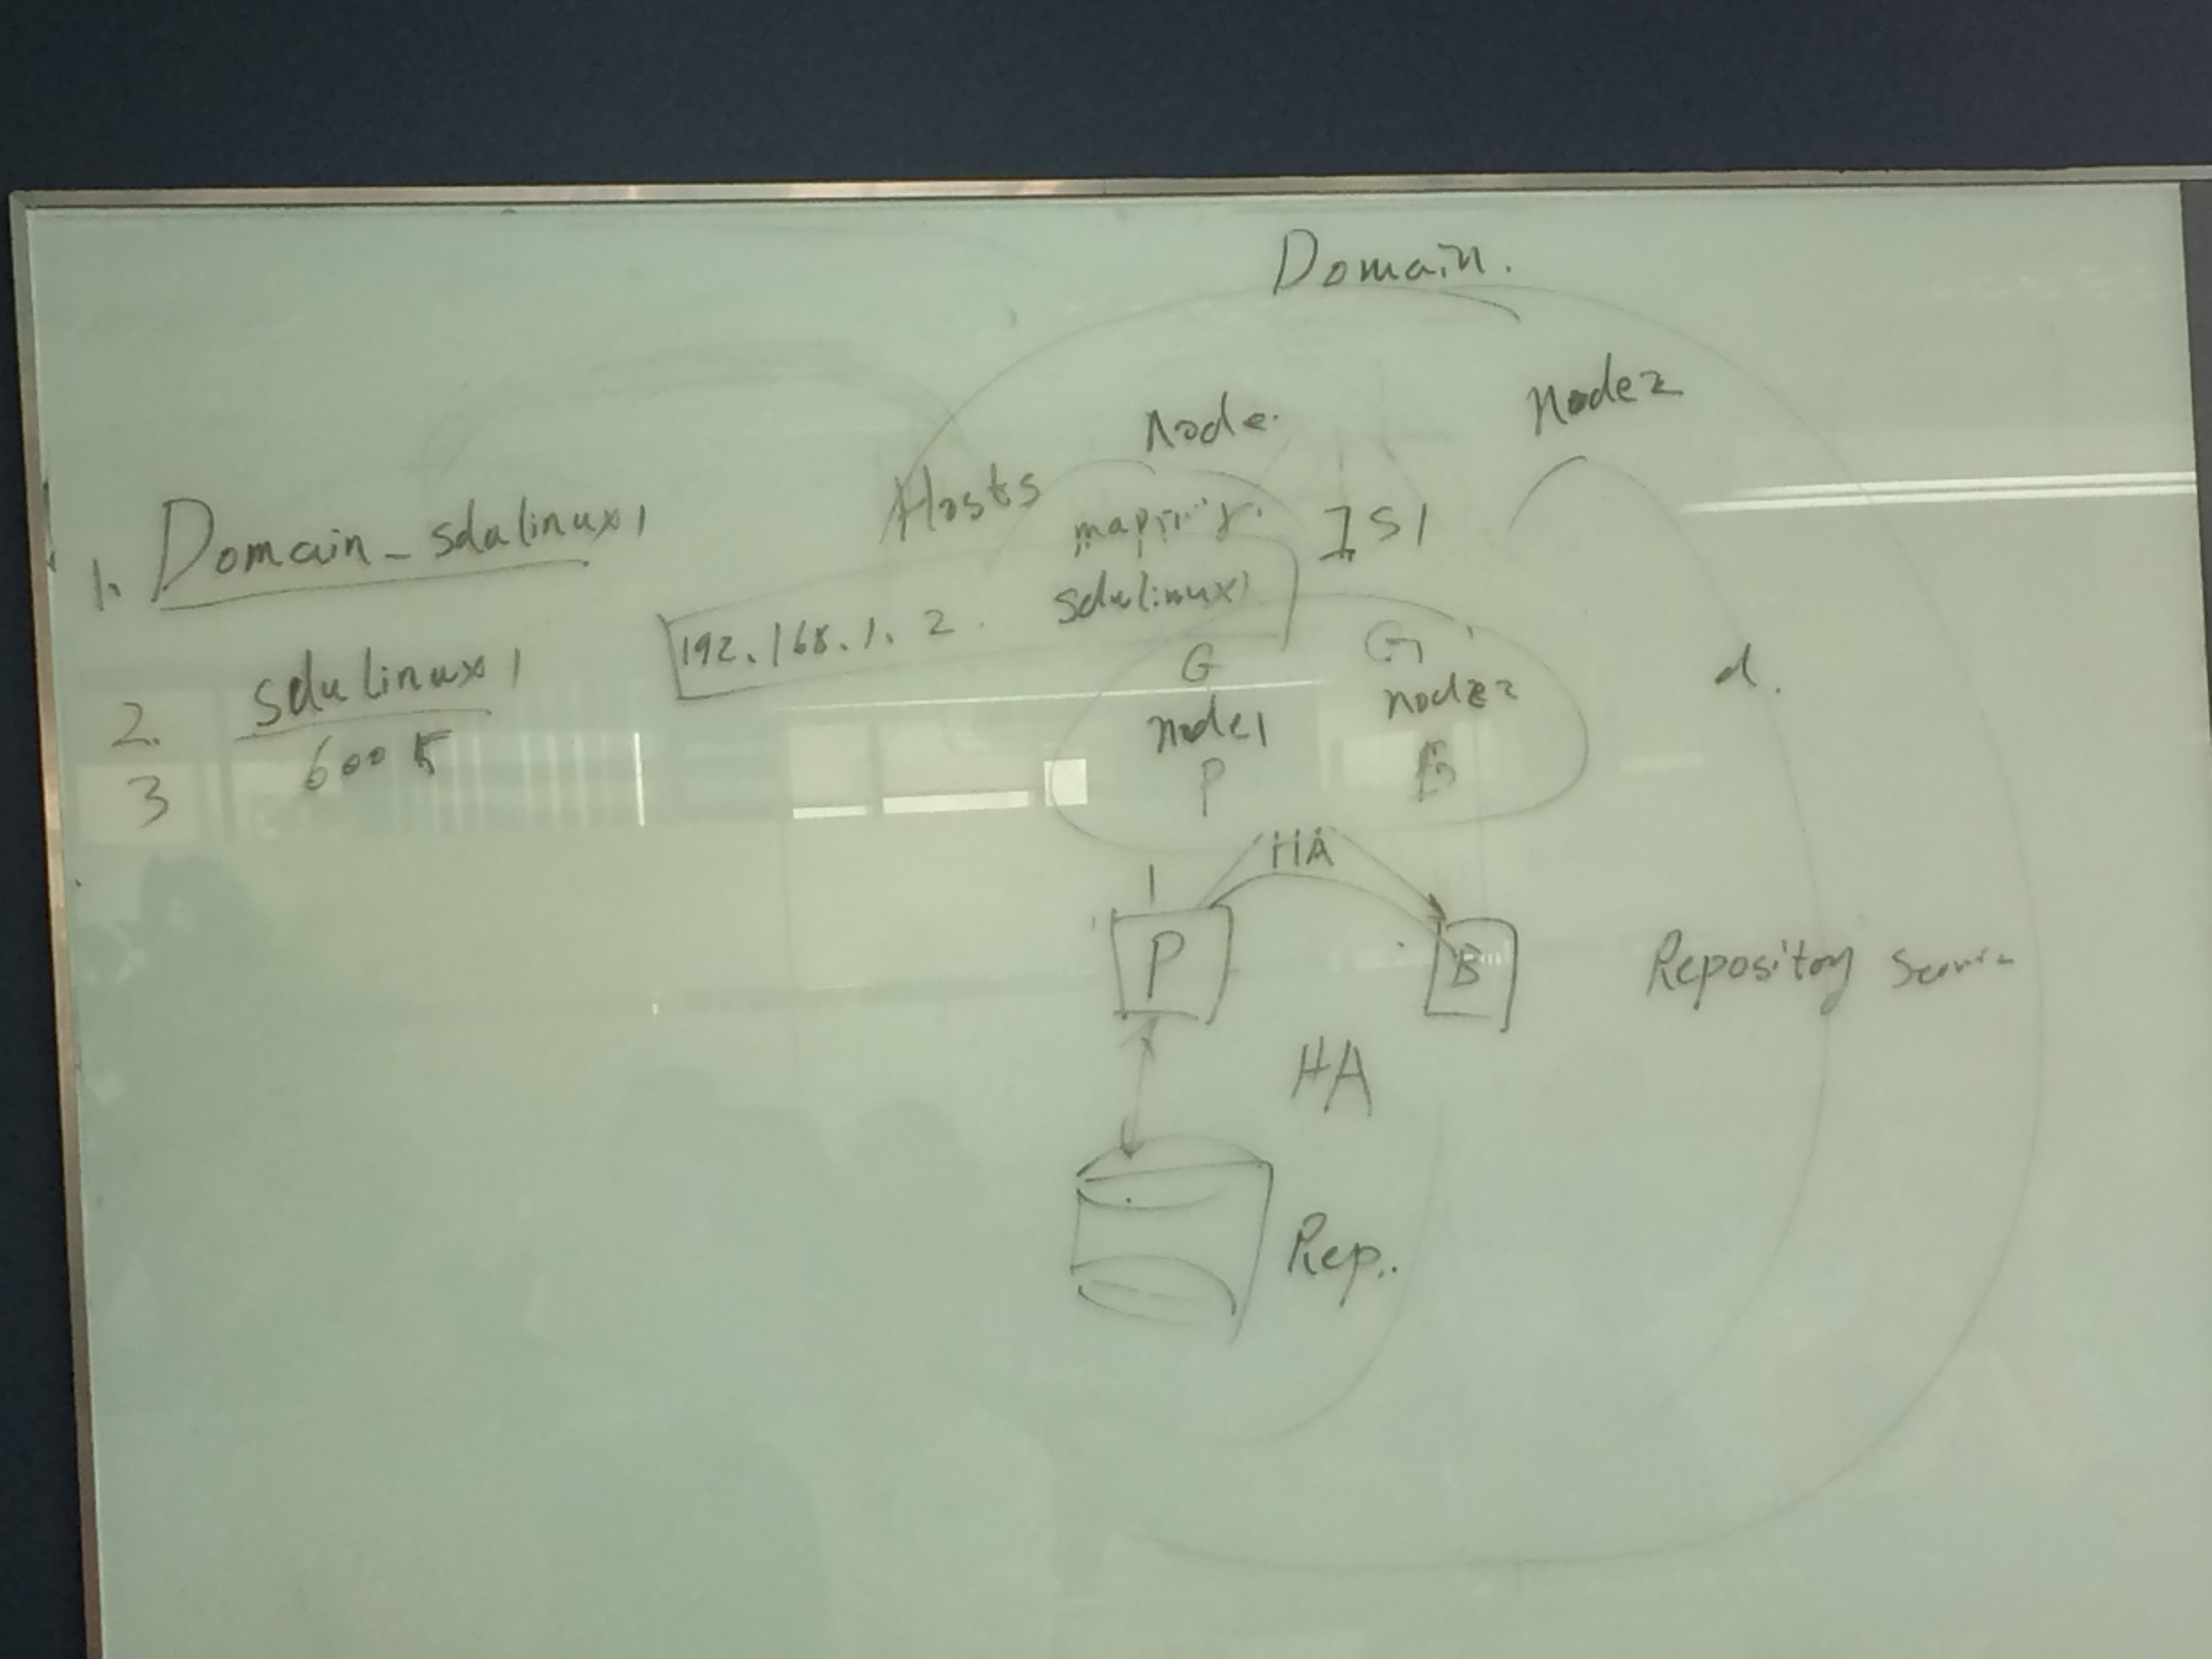 Domain.
Node.
Node2
Hosts
mapping.
IS1
1. Domain_sdulinux1
192.168.1.2. sdulinux1
2. sdulinux1
3 6005
G
node1
P
G
node2
B
d.
HA
1
P
B
Repository
HA
Rep..